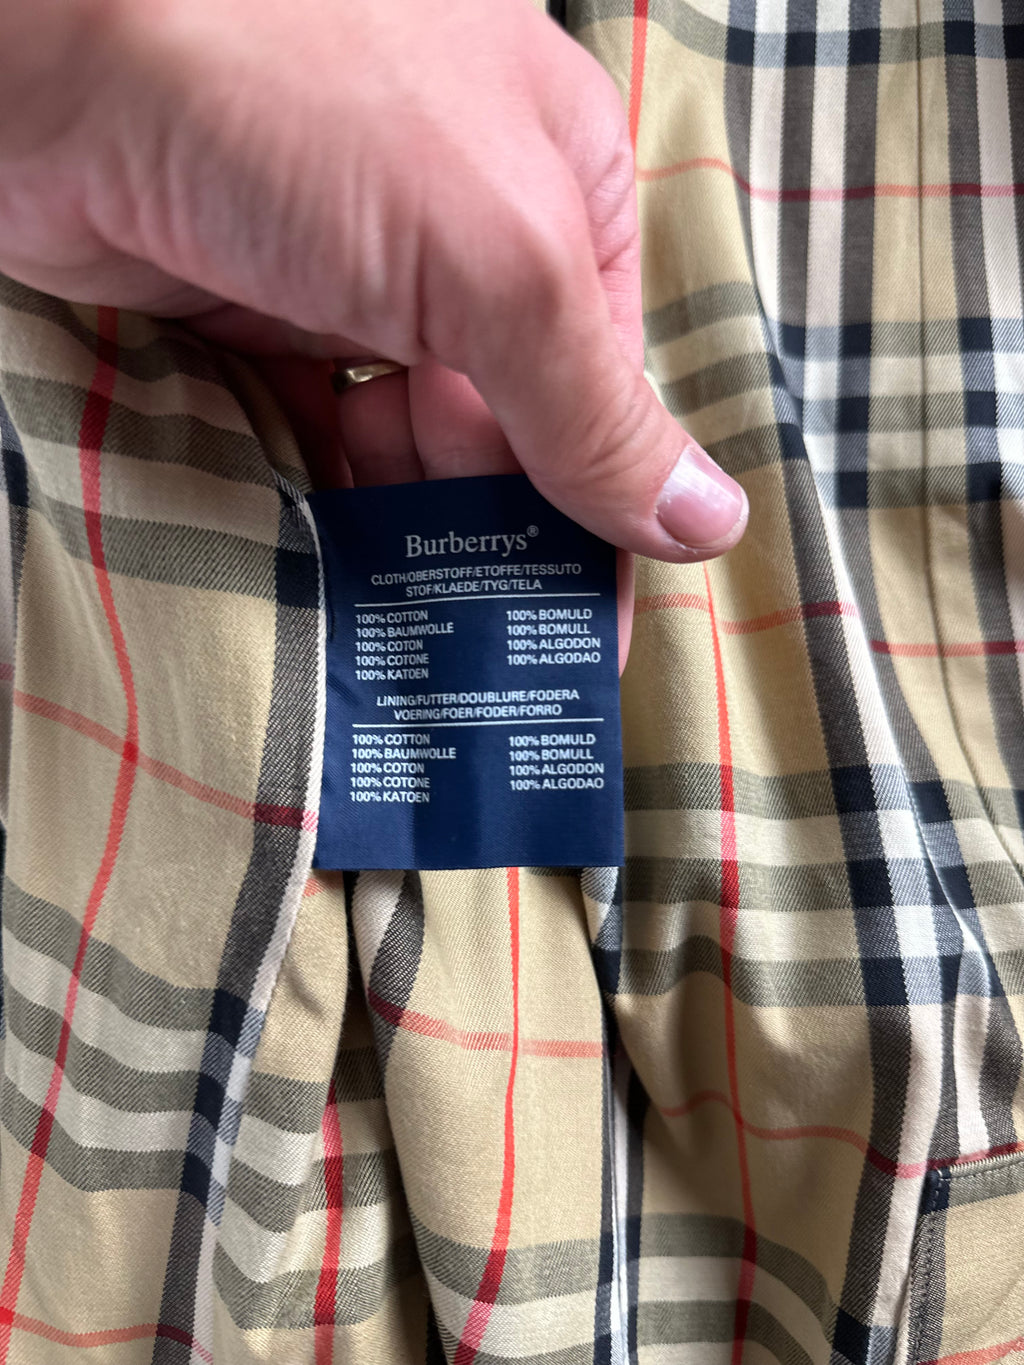 Burberrys®
CLOTH/OBERSTOFF/ETOFFE/TESSUTO
STOF/KLAEDE/TYG/TELA
100% COTTON 100% BOMULD
100% BAUMWOLLE 100% BOMULL
100% COTON 100% ALGODON
100% COTONE 100% ALGODAO
100% KATOEN
LINING/FUTTER/DOUBLURE/FODERA
VOERING/FOER/FODER/FORRO
100% COTTON 100% BOMULD
100% BAUMWOLLE 100% BOMULL
100% COTON 100% ALGODON
100% COTONE 100% ALGODAO
100% KATOEN